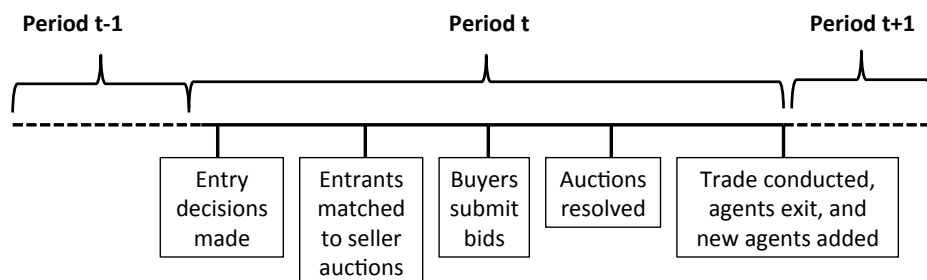 Period t-1
Period t
Period t+1
Entry
decisions
made
Entrants
matched
to seller
auctions
Buyers
submit
bids
Auctions
resolved
Trade conducted,
agents exit, and
new agents added